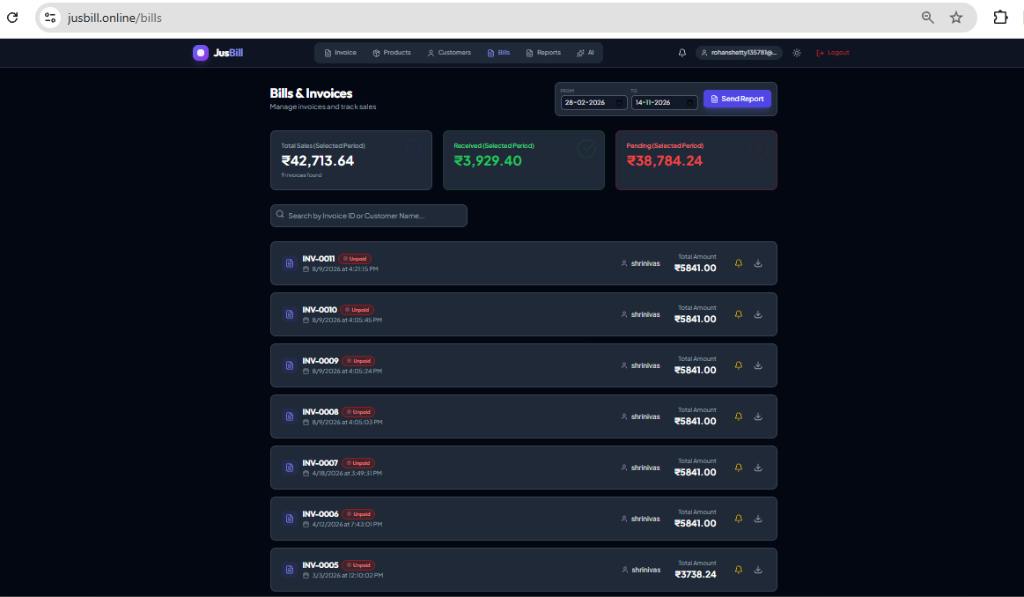 jusbill.online/bills
JusBill
Invoice Products Customers Bills Reports AI
rohanshetty135781@...
Logout
Bills & Invoices
Manage invoices and track sales
FROM
28-02-2026
TO
14-11-2026
Send Report
Total Sales (Selected Period)
₹42,713.64
9 invoices found
Received (Selected Period)
₹3,929.40
Pending (Selected Period)
₹38,784.24
Search by Invoice ID or Customer Name...
INV-0011 Unpaid
8/9/2026 at 4:21:15 PM
shrinivas
Total Amount
₹5841.00
INV-0010 Unpaid
8/9/2026 at 4:05:45 PM
shrinivas
Total Amount
₹5841.00
INV-0009 Unpaid
8/9/2026 at 4:05:24 PM
shrinivas
Total Amount
₹5841.00
INV-0008 Unpaid
8/9/2026 at 4:05:03 PM
shrinivas
Total Amount
₹5841.00
INV-0007 Unpaid
4/18/2026 at 3:49:31 PM
shrinivas
Total Amount
₹5841.00
INV-0006 Unpaid
4/12/2026 at 7:43:01 PM
shrinivas
Total Amount
₹5841.00
INV-0005 Unpaid
3/3/2026 at 12:10:02 PM
shrinivas
Total Amount
₹3738.24